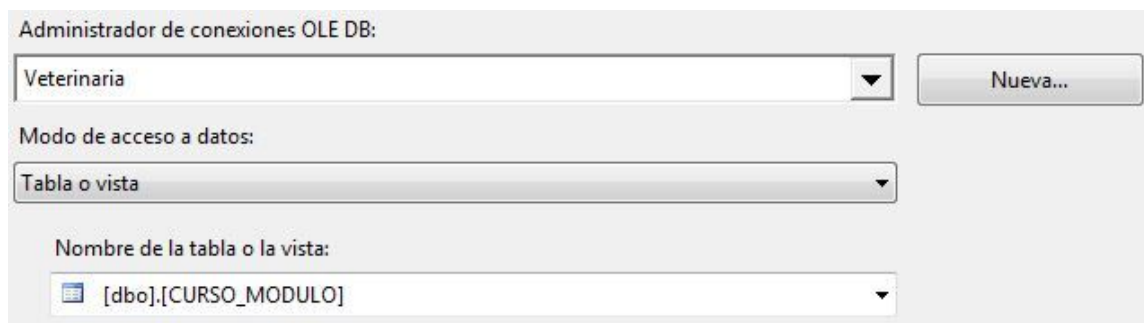 Administrador de conexiones OLE DB:
Veterinaria
Nueva...
Modo de acceso a datos:
Tabla o vista
Nombre de la tabla o la vista:
[dbo].[CURSO_MODULO]